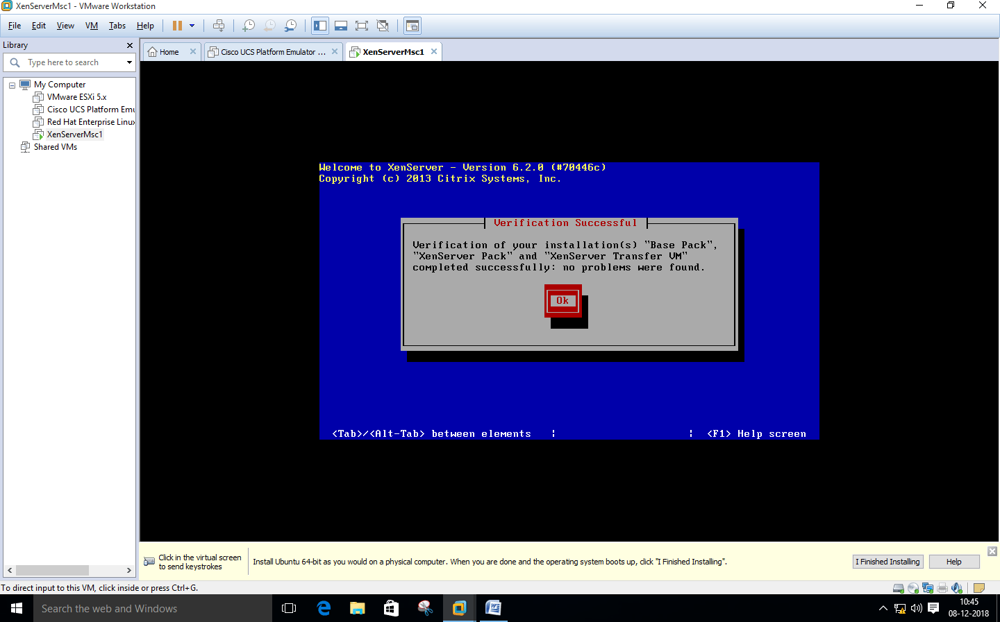 XenServerMsc1 - VMware Workstation
File Edit View VM Tabs Help
Library
Type here to search
My Computer
VMware ESXi 5.x
Cisco UCS Platform Emu
Red Hat Enterprise Linux
XenServerMsc1
Shared VMs
Home
Cisco UCS Platform Emulator ...
XenServerMsc1
Welcome to XenServer - Version 6.2.0 (#70446c)
Copyright (c) 2013 Citrix Systems, Inc.
Verification Successful
Verification of your installation(s) "Base Pack",
"XenServer Pack" and "XenServer Transfer VM"
completed successfully: no problems were found.
Ok
<Tab>/<Alt-Tab> between elements | | <F1> Help screen
Click in the virtual screen
to send keystrokes
Install Ubuntu 64-bit as you would on a physical computer. When you are done and the operating system boots up, click "I Finished Installing".
I Finished Installing
Help
To direct input to this VM, click inside or press Ctrl+G.
Search the web and Windows
10:45
08-12-2018